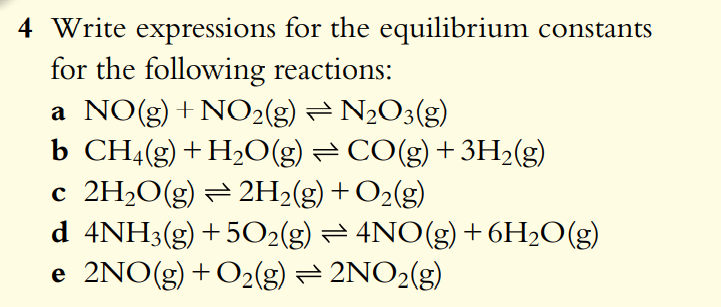 4 Write expressions for the equilibrium constants
for the following reactions:
a NO(g) + NO₂(g) ⇌ N₂O₃(g)
b CH₄(g) + H₂O(g) ⇌ CO(g) + 3H₂(g)
c 2H₂O(g) ⇌ 2H₂(g) + O₂(g)
d 4NH₃(g) + 5O₂(g) ⇌ 4NO(g) + 6H₂O(g)
e 2NO(g) + O₂(g) ⇌ 2NO₂(g)